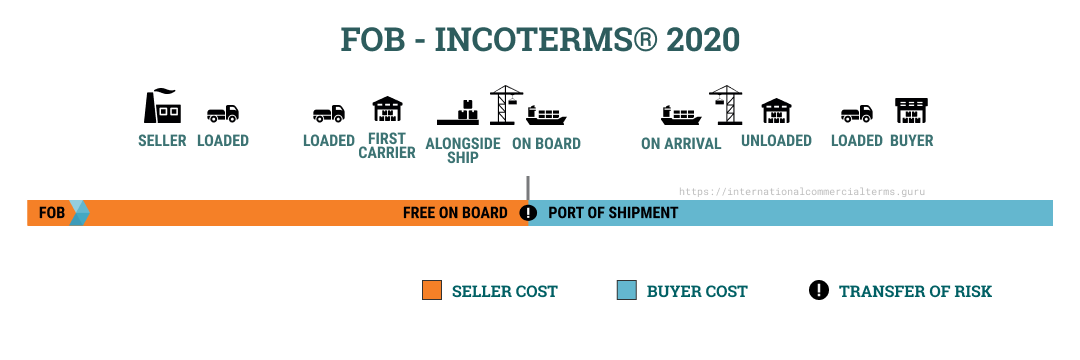 FOB - INCOTERMS® 2020
SELLER LOADED LOADED FIRST CARRIER ALONGSIDE SHIP ON BOARD ON ARRIVAL UNLOADED LOADED BUYER
https://internationalcommercialterms.guru
FOB FREE ON BOARD ! PORT OF SHIPMENT
SELLER COST BUYER COST ! TRANSFER OF RISK